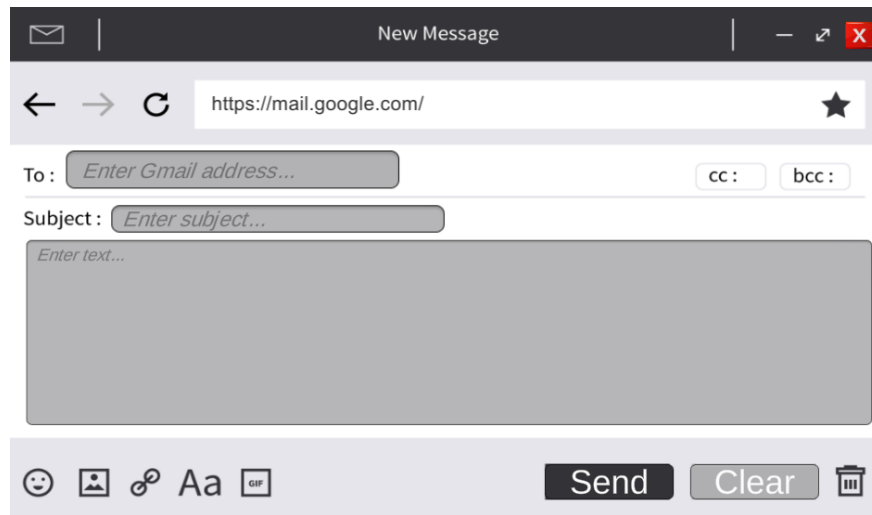 New Message
X
https://mail.google.com/
To : Enter Gmail address... cc : bcc :
Subject : Enter subject...
Enter text...
Aa GIF Send Clear